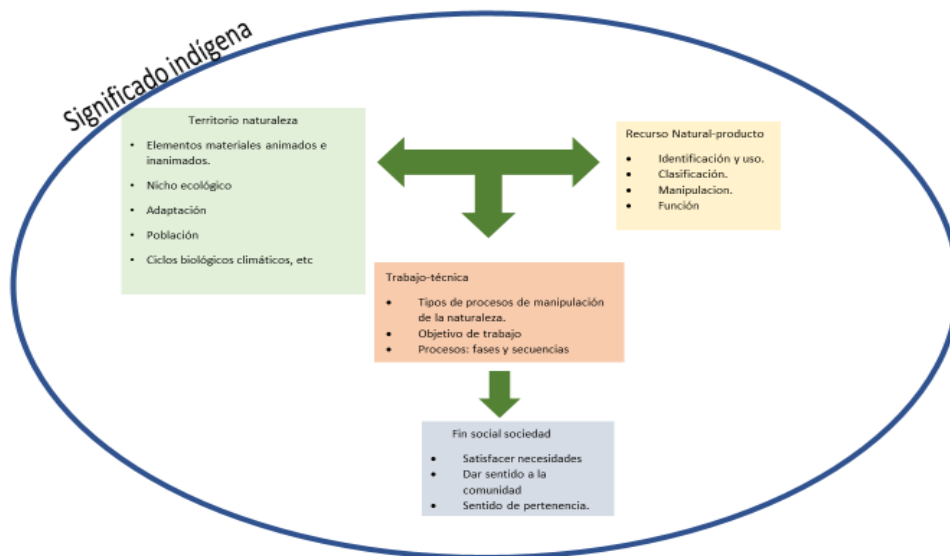 Significado indígena
Territorio naturaleza
• Elementos materiales animados e
inanimados.
• Nicho ecológico
• Adaptación
• Población
• Ciclos biológicos climáticos, etc
Recurso Natural-producto
• Identificación y uso.
• Clasificación.
• Manipulacion.
• Función
Trabajo-técnica
• Tipos de procesos de manipulación
de la naturaleza.
• Objetivo de trabajo
• Procesos: fases y secuencias
Fin social sociedad
• Satisfacer necesidades
• Dar sentido a la
comunidad
• Sentido de pertenencia.